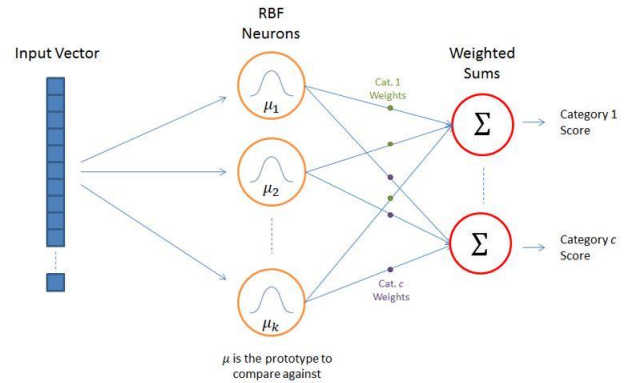 RBF
Neurons
Input Vector
Weighted
Sums
Cat. 1
Weights
μ₁
Σ
Category 1
Score
μ₂
Σ
Category c
Score
Cat. c
Weights
μₖ
μ is the prototype to
compare against